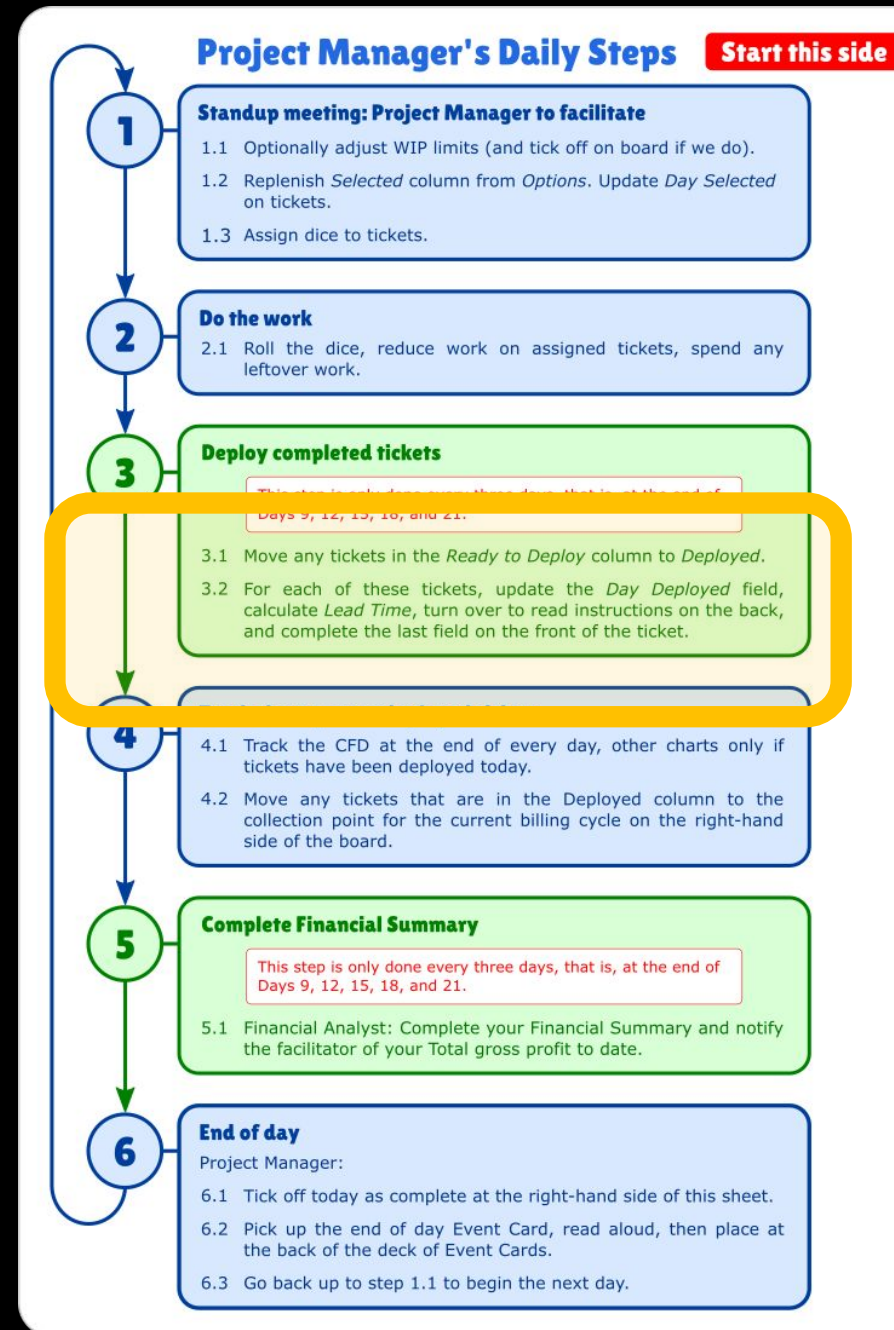 Project Manager's Daily Steps
Start this side
1
Standup meeting: Project Manager to facilitate
1.1 Optionally adjust WIP limits (and tick off on board if we do).
1.2 Replenish Selected column from Options. Update Day Selected
on tickets.
1.3 Assign dice to tickets.
2
Do the work
2.1 Roll the dice, reduce work on assigned tickets, spend any
leftover work.
3
Deploy completed tickets
This step is only done every three days, that is, at the end of
Days 9, 12, 15, 18, and 21.
3.1 Move any tickets in the Ready to Deploy column to Deployed.
3.2 For each of these tickets, update the Day Deployed field,
calculate Lead Time, turn over to read instructions on the back,
and complete the last field on the front of the ticket.
4
4.1 Track the CFD at the end of every day, other charts only if
tickets have been deployed today.
4.2 Move any tickets that are in the Deployed column to the
collection point for the current billing cycle on the right-hand
side of the board.
5
Complete Financial Summary
This step is only done every three days, that is, at the end of
Days 9, 12, 15, 18, and 21.
5.1 Financial Analyst: Complete your Financial Summary and notify
the facilitator of your Total gross profit to date.
6
End of day
Project Manager:
6.1 Tick off today as complete at the right-hand side of this sheet.
6.2 Pick up the end of day Event Card, read aloud, then place at
the back of the deck of Event Cards.
6.3 Go back up to step 1.1 to begin the next day.